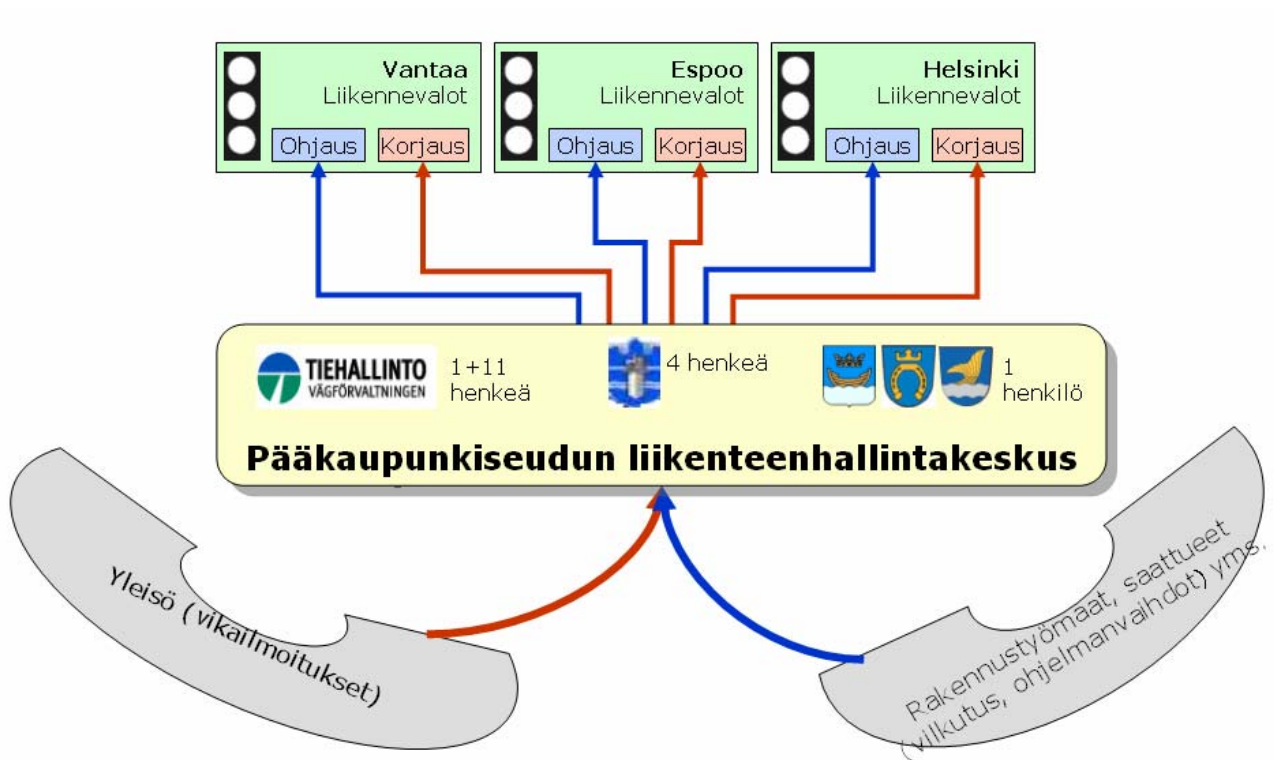 Vantaa
Liikennevalot
Ohjaus
Korjaus
Espoo
Liikennevalot
Ohjaus
Korjaus
Helsinki
Liikennevalot
Ohjaus
Korjaus
TIEHALLINTO
VÄGFÖRVALTNINGEN
1+11
henkeä
4 henkeä
1
henkilö
Pääkaupunkiseudun liikenteenhallintakeskus
Yleisö (vikailmoitukset)
Rakennustyömaat, saattueet
(vilkutus, ohjelmanvaihdot) yms.